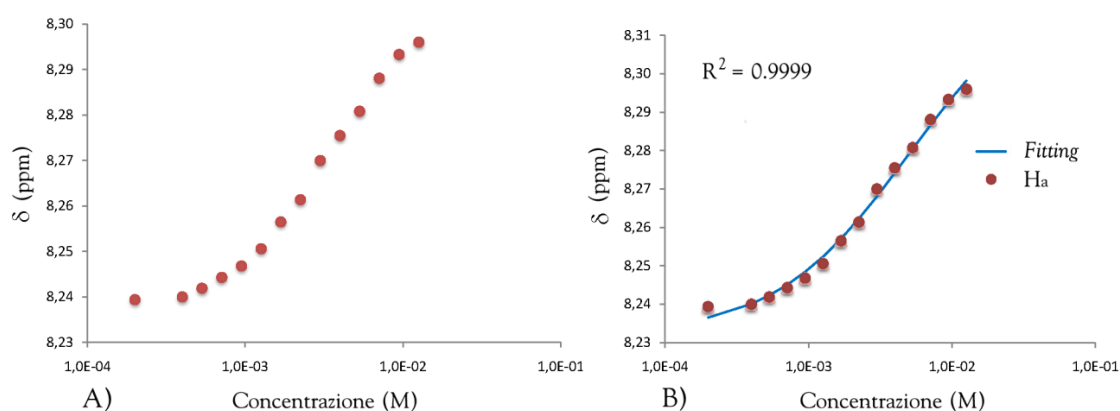 8,30
8,29
8,28
8,27
8,26
8,25
8,24
8,23
δ (ppm)
1,0E-04
1,0E-03
1,0E-02
1,0E-01
A)
Concentrazione (M)
8,31
8,30
8,29
8,28
8,27
8,26
8,25
8,24
8,23
δ (ppm)
R² = 0.9999
Fitting
Ha
1,0E-04
1,0E-03
1,0E-02
1,0E-01
B)
Concentrazione (M)